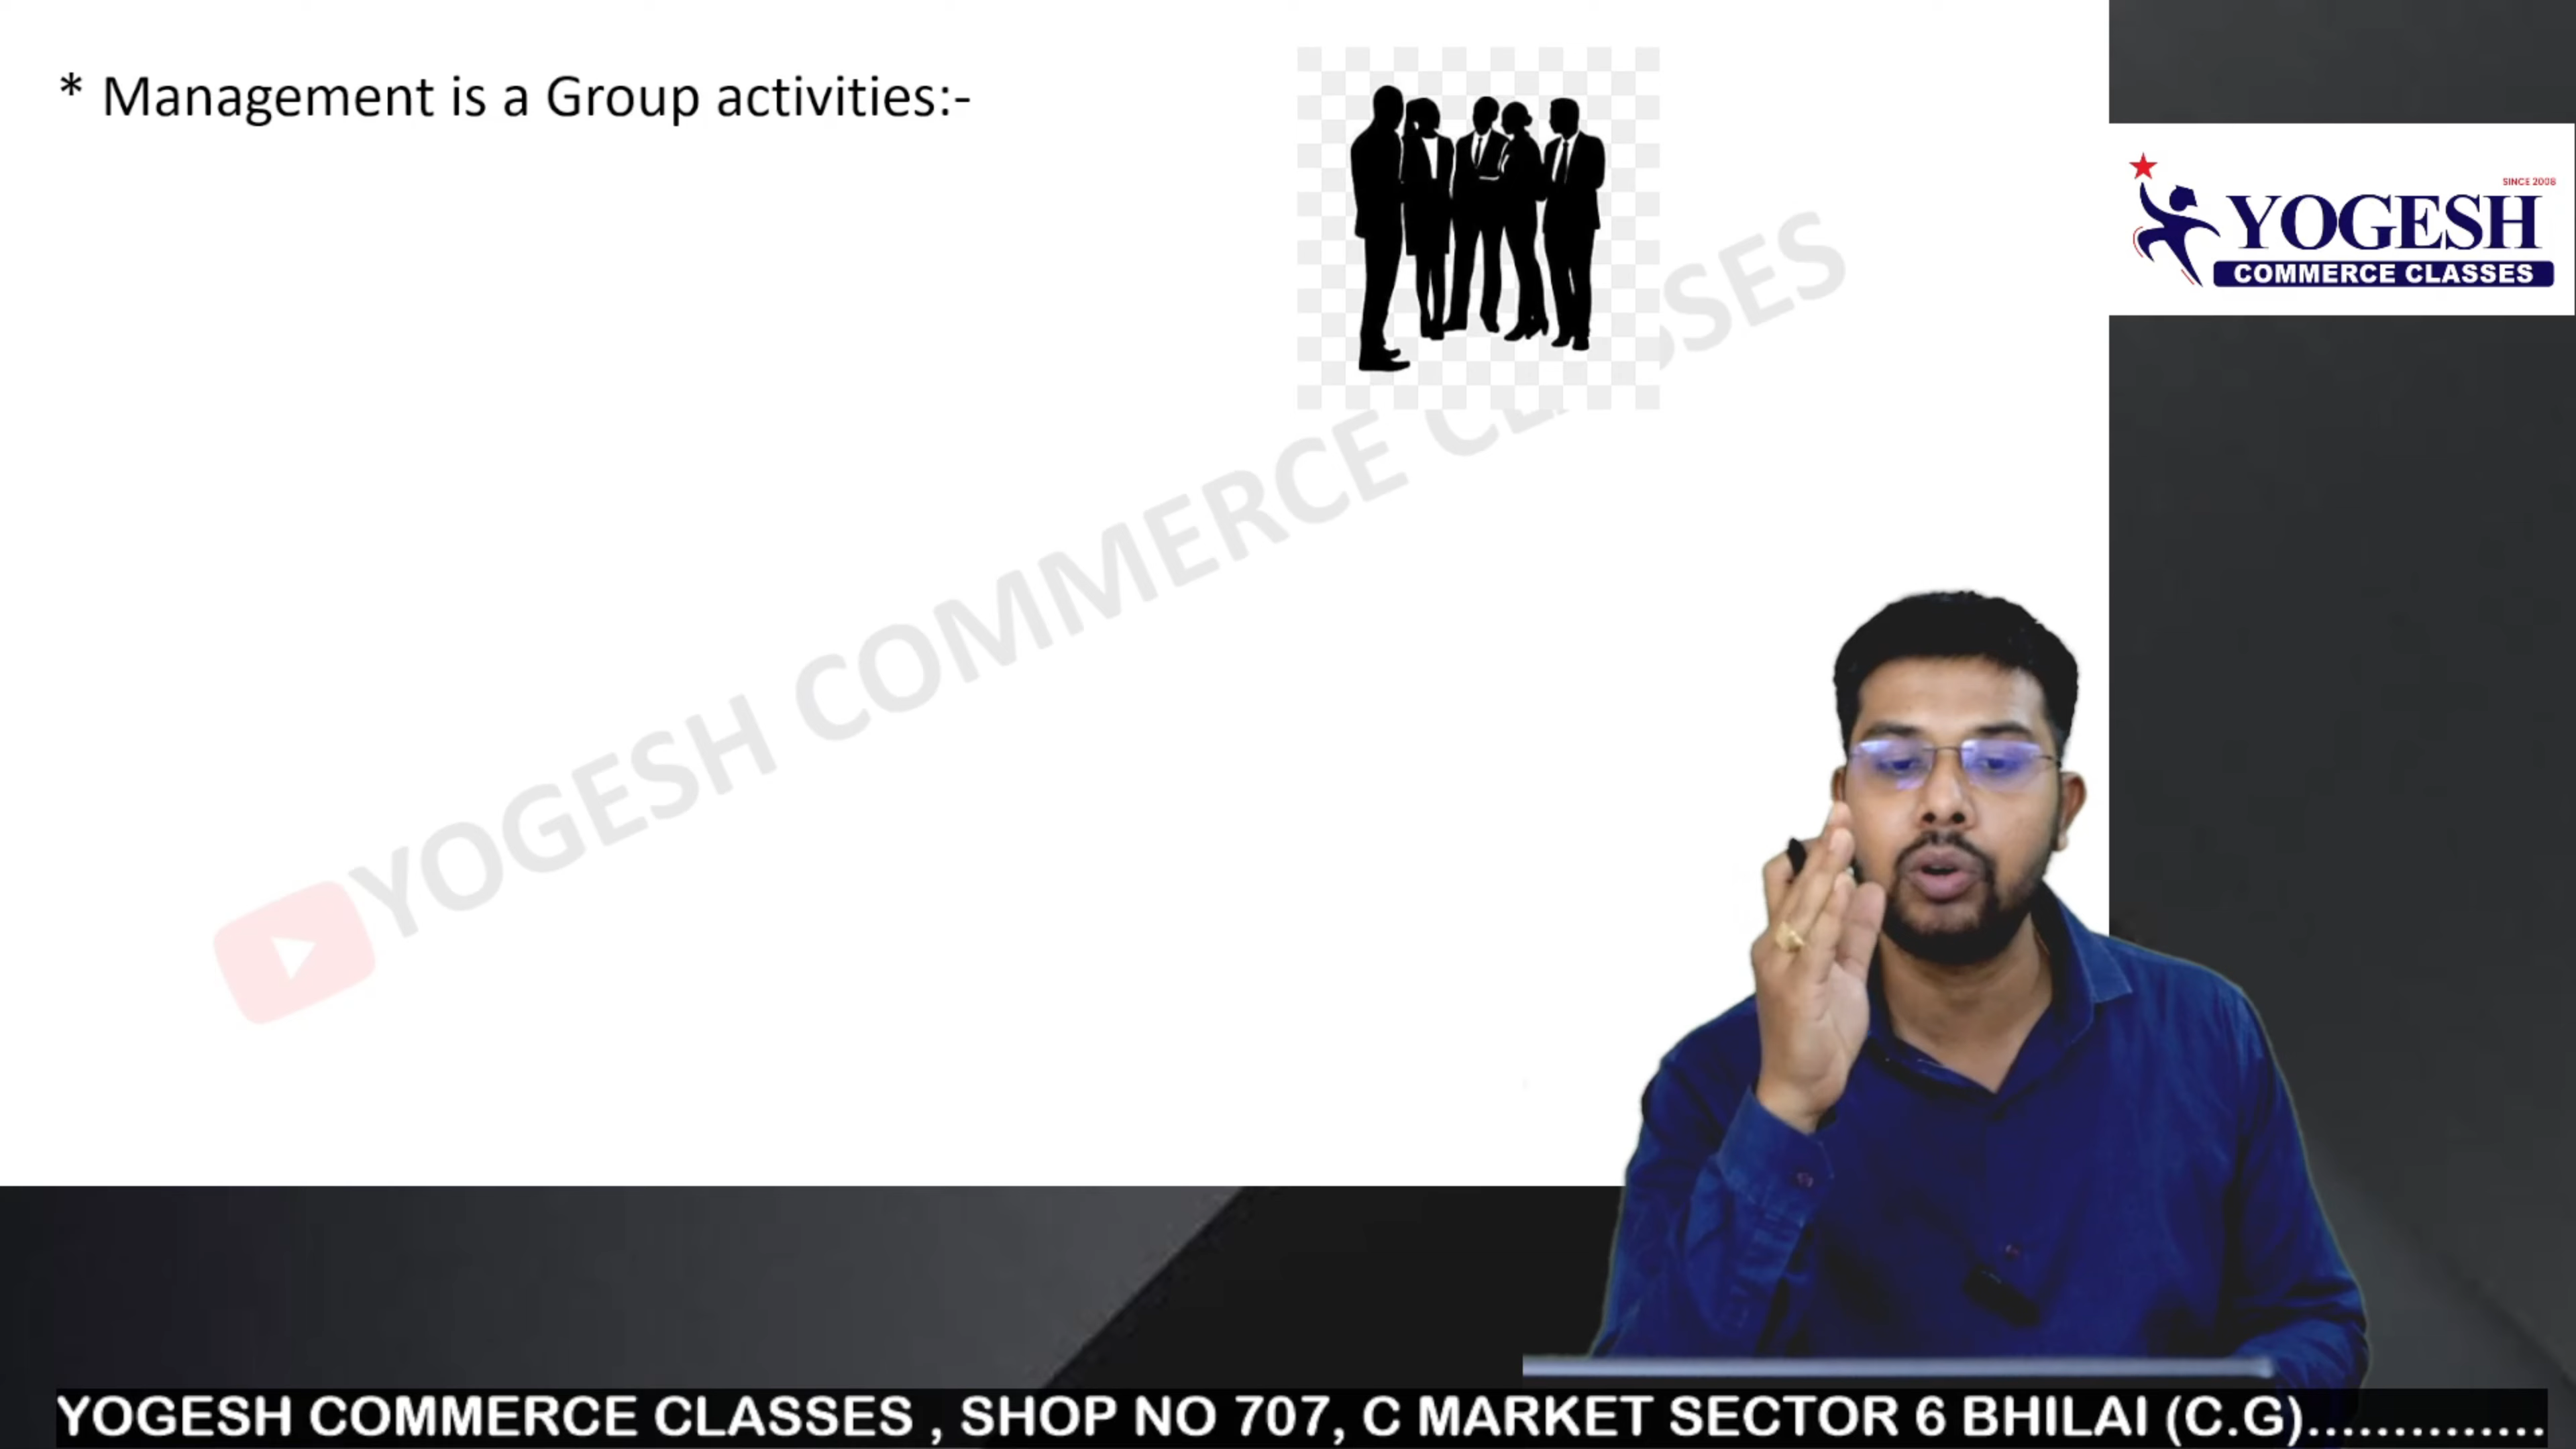 * Management is a Group activities:-
SINCE 2008
YOGESH
COMMERCE CLASSES
YOGESH COMMERCE CLASSES
YOGESH COMMERCE CLASSES , SHOP NO 707, C MARKET SECTOR 6 BHILAI (C.G)..............